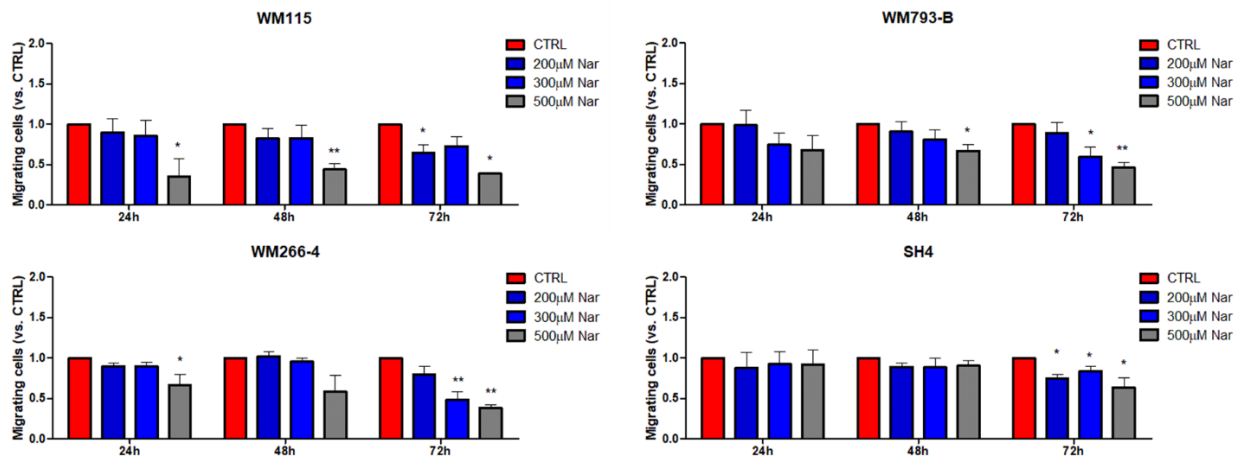 WM115
Migrating cells (vs. CTRL)
2.0
1.5
1.0
0.5
0.0
*
**
*
*
24h
48h
72h
CTRL
200μM Nar
300μM Nar
500μM Nar
WM793-B
Migrating cells (vs. CTRL)
2.0
1.5
1.0
0.5
0.0
*
*
**
24h
48h
72h
CTRL
200μM Nar
300μM Nar
500μM Nar
WM266-4
Migrating cells (vs. CTRL)
2.0
1.5
1.0
0.5
0.0
*
**
**
24h
48h
72h
CTRL
200μM Nar
300μM Nar
500μM Nar
SH4
Migrating cells (vs. CTRL)
2.0
1.5
1.0
0.5
0.0
*
*
*
24h
48h
72h
CTRL
200μM Nar
300μM Nar
500μM Nar